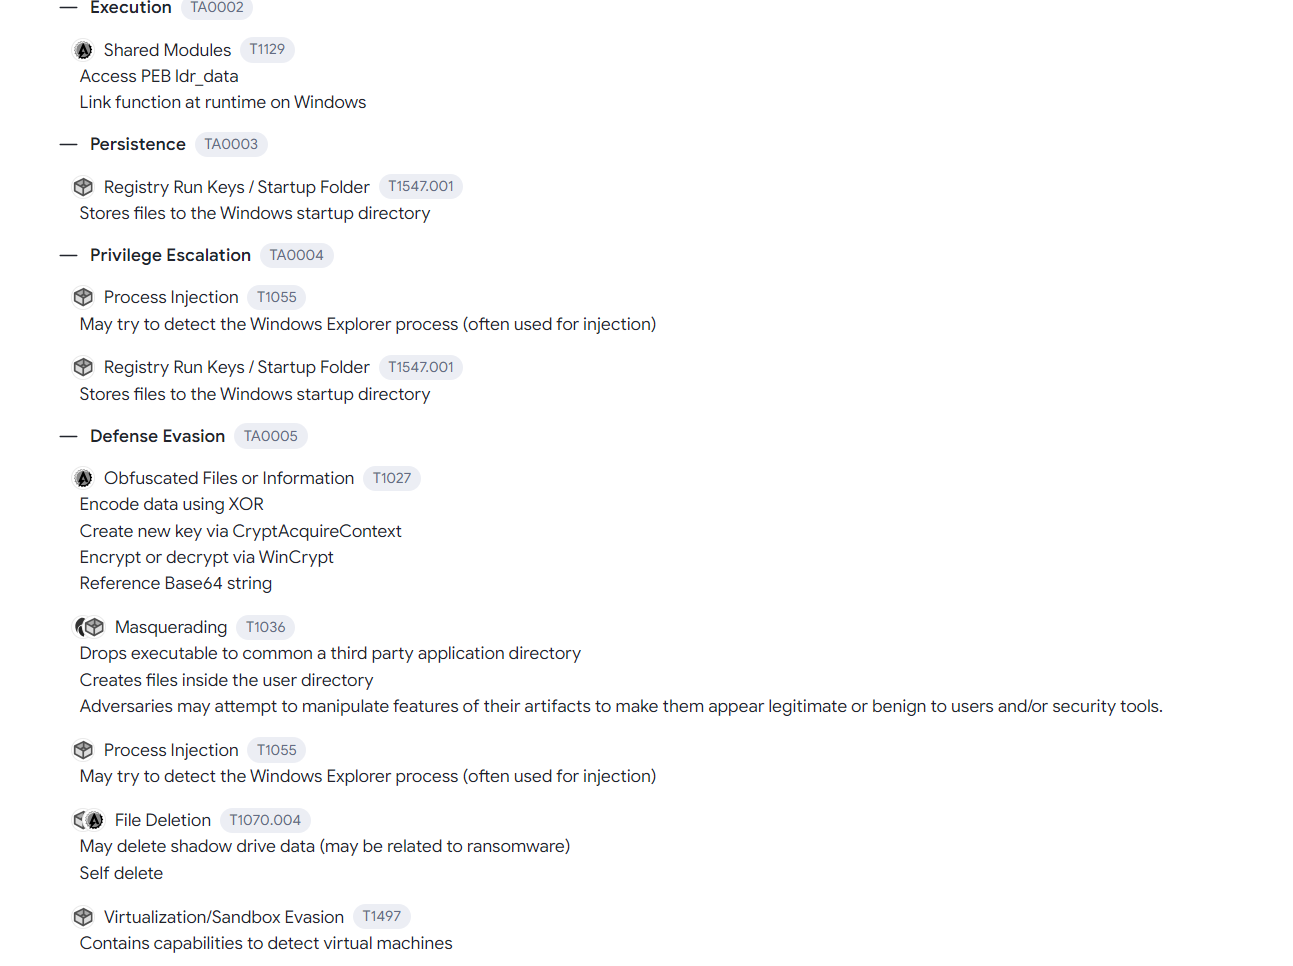 — Execution TA0002
Shared Modules T1129
Access PEB ldr_data
Link function at runtime on Windows
— Persistence TA0003
Registry Run Keys / Startup Folder T1547.001
Stores files to the Windows startup directory
— Privilege Escalation TA0004
Process Injection T1055
May try to detect the Windows Explorer process (often used for injection)
Registry Run Keys / Startup Folder T1547.001
Stores files to the Windows startup directory
— Defense Evasion TA0005
Obfuscated Files or Information T1027
Encode data using XOR
Create new key via CryptAcquireContext
Encrypt or decrypt via WinCrypt
Reference Base64 string
Masquerading T1036
Drops executable to common a third party application directory
Creates files inside the user directory
Adversaries may attempt to manipulate features of their artifacts to make them appear legitimate or benign to users and/or security tools.
Process Injection T1055
May try to detect the Windows Explorer process (often used for injection)
File Deletion T1070.004
May delete shadow drive data (may be related to ransomware)
Self delete
Virtualization/Sandbox Evasion T1497
Contains capabilities to detect virtual machines